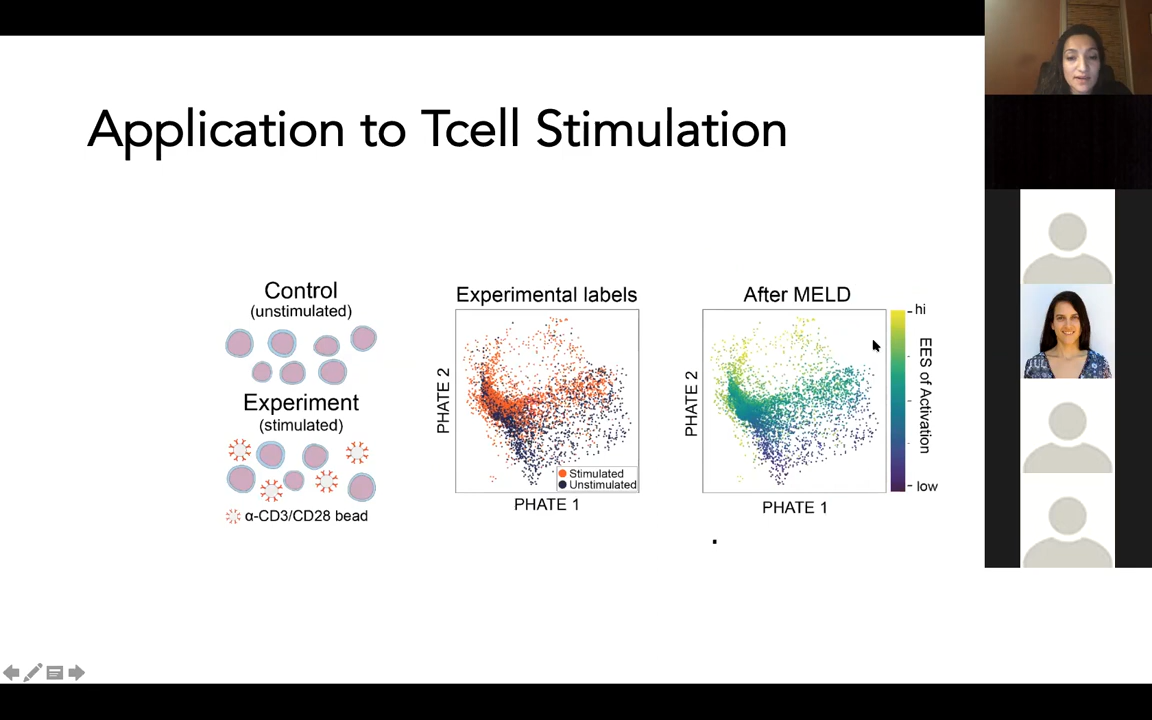 Application to Tcell Stimulation
Control
(unstimulated)
Experiment
(stimulated)
α-CD3/CD28 bead
Experimental labels
PHATE 2
Stimulated
Unstimulated
PHATE 1
After MELD
PHATE 2
PHATE 1
hi
EES of Activation
low